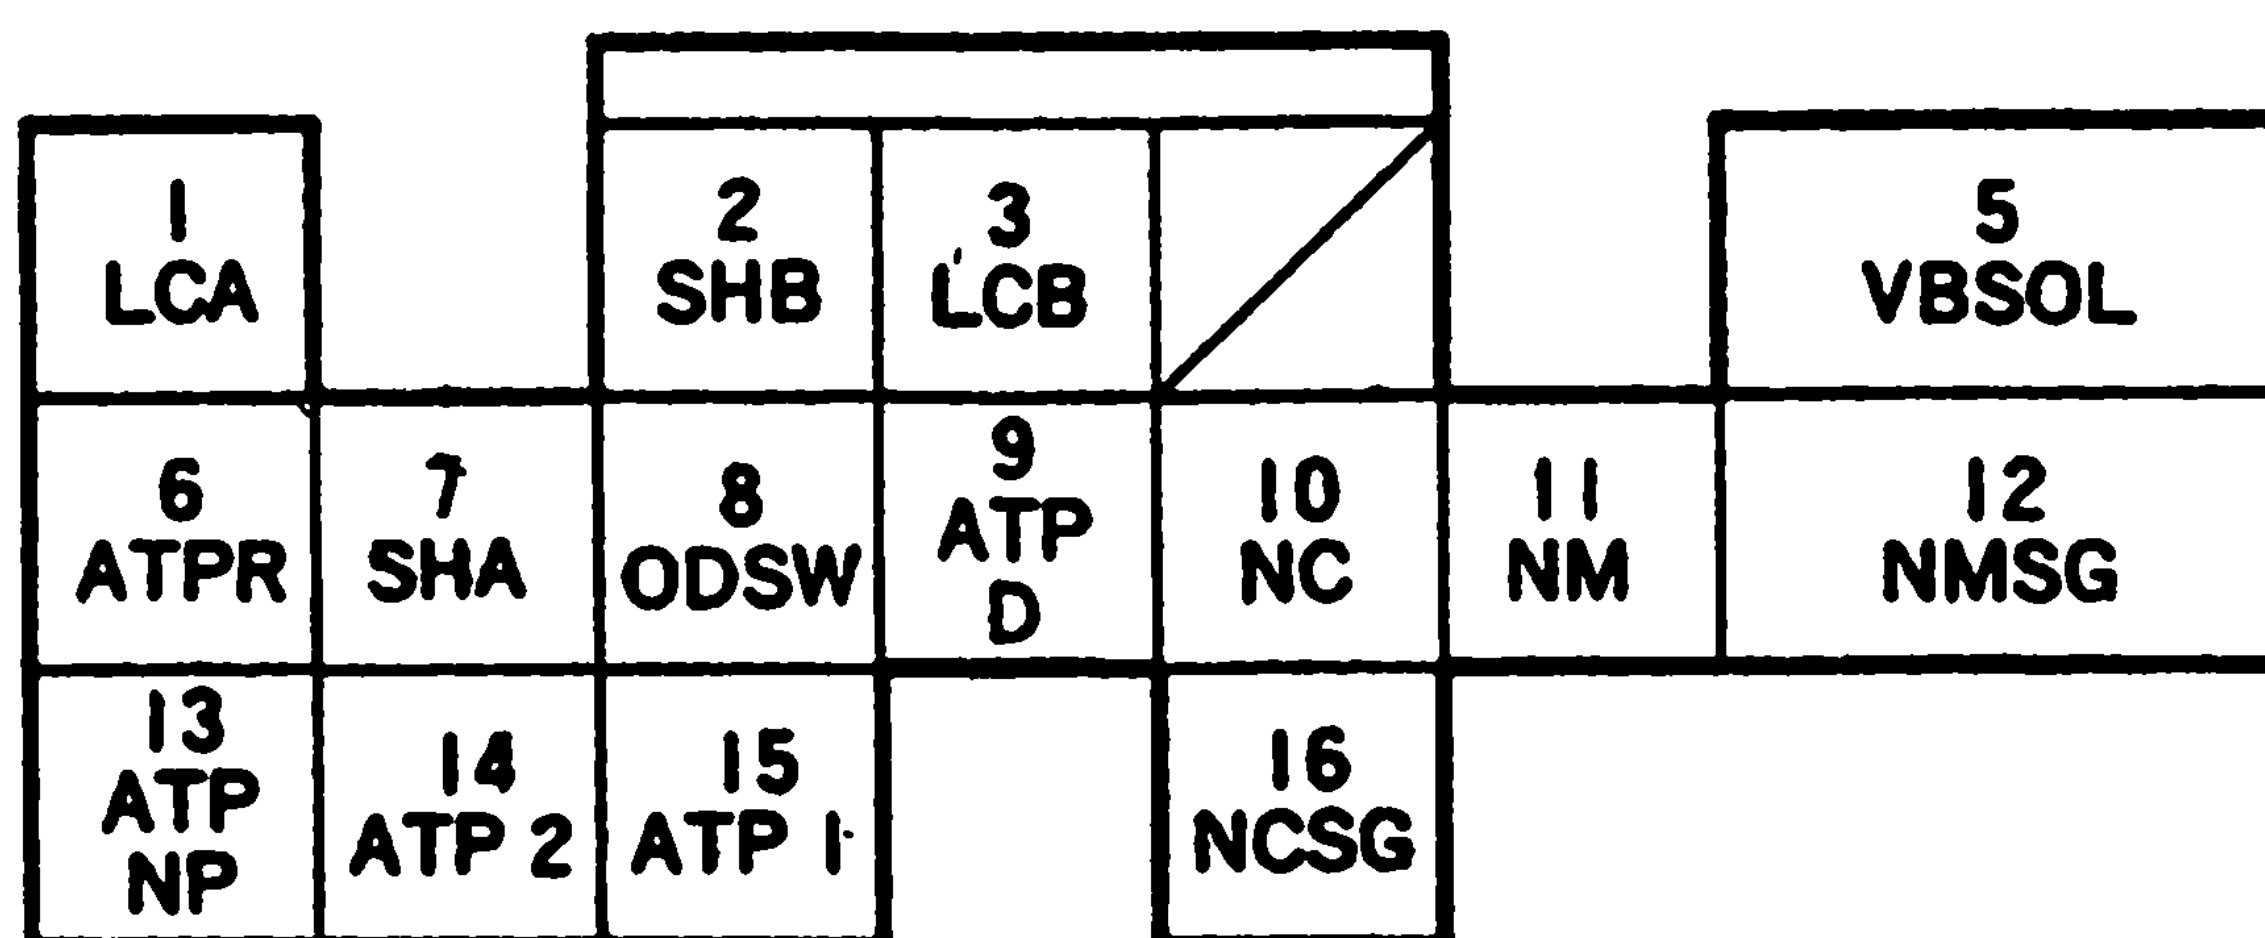 1
LCA
2
SHB
3
LCB
5
VBSOL
6
ATPR
7
SHA
8
ODSW
9
ATP
D
10
NC
11
NM
12
NMSG
13
ATP
NP
14
ATP 2
15
ATP 1
16
NCSG